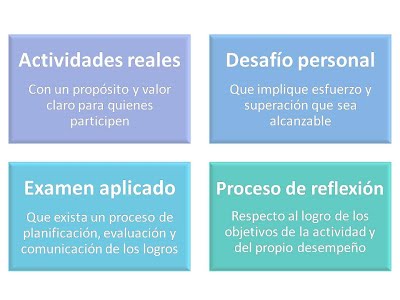 Actividades reales
Con un propósito y valor
claro para quienes
participen
Desafío personal
Que implique esfuerzo y
superación que sea
alcanzable
Examen aplicado
Que exista un proceso de
planificación, evaluación y
comunicación de los logros
Proceso de reflexión
Respecto al logro de los
objetivos de la actividad y
del propio desempeño